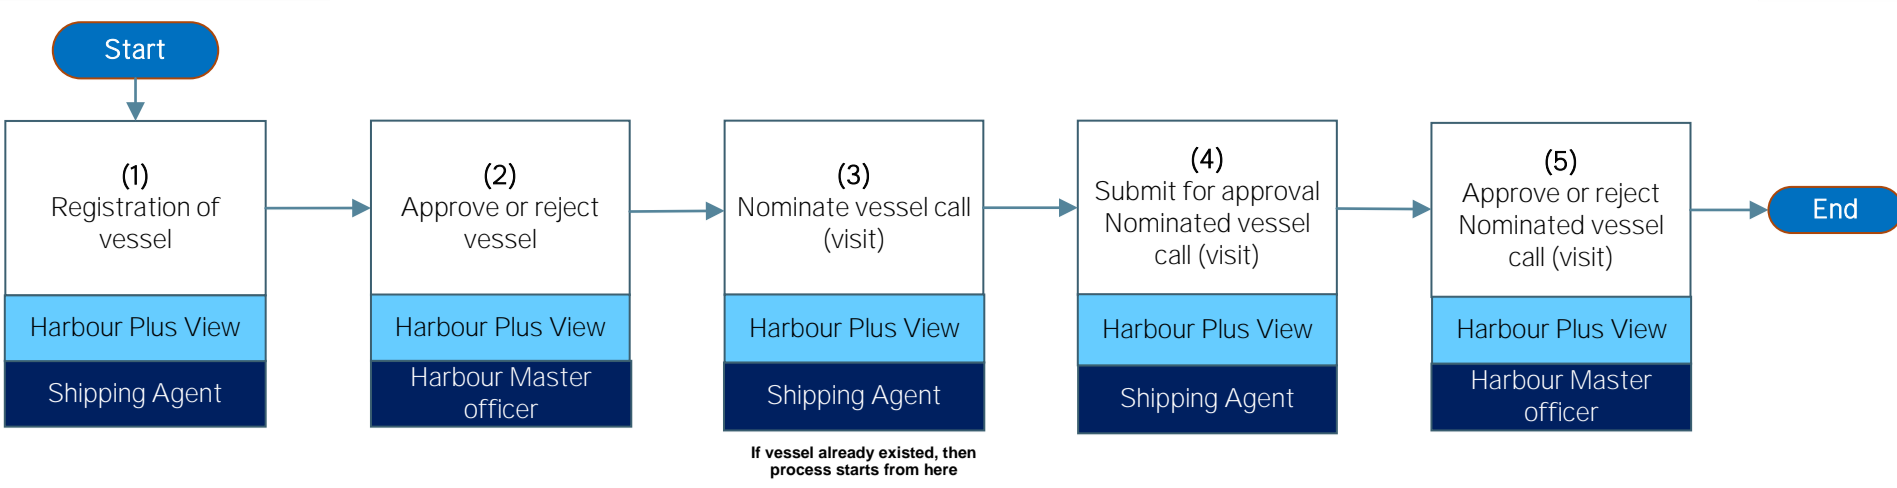 Start
(1)
Registration of
vessel
Harbour Plus View
Shipping Agent
(2)
Approve or reject
vessel
Harbour Plus View
Harbour Master
officer
(3)
Nominate vessel call
(visit)
Harbour Plus View
Shipping Agent
If vessel already existed, then
process starts from here
(4)
Submit for approval
Nominated vessel
call (visit)
Harbour Plus View
Shipping Agent
(5)
Approve or reject
Nominated vessel
call (visit)
Harbour Plus View
Harbour Master
officer
End